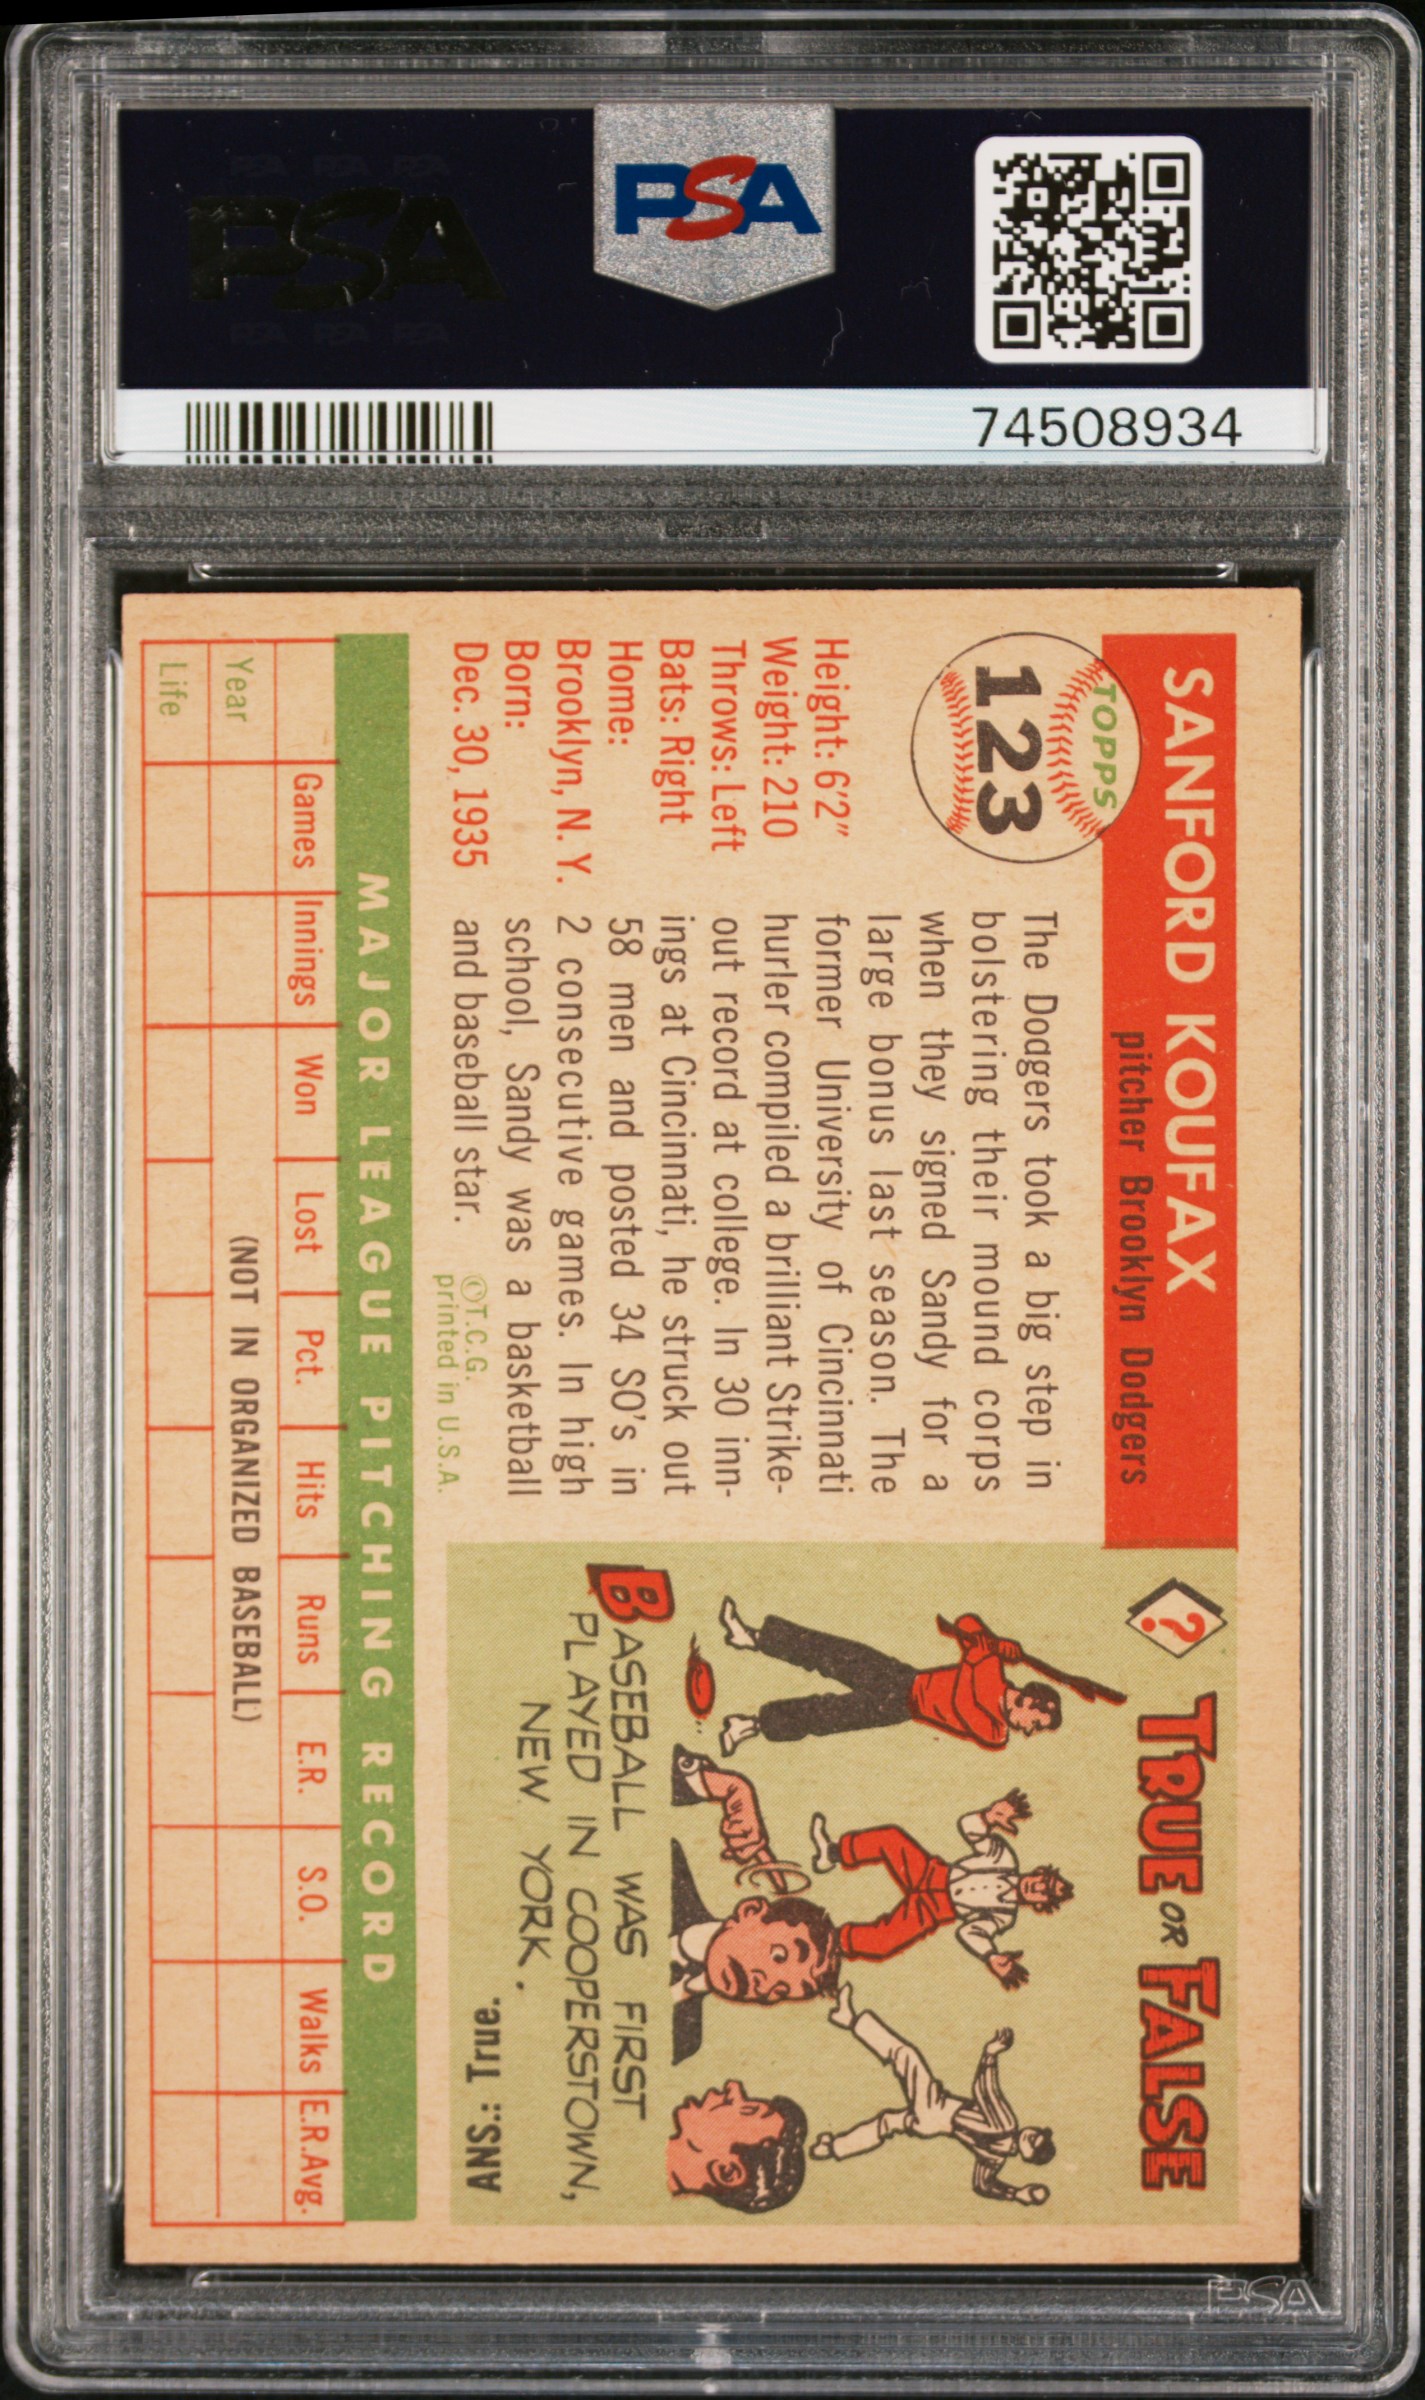 PSA
PSA
74508934
SANFORD KOUFAX
pitcher Brooklyn Dodgers
TOPPS
123
Height: 6'2"
Weight: 210
Throws: Left
Bats: Right
Home:
Brooklyn, N. Y.
Born:
Dec. 30, 1935
The Dodgers took a big step in
bolstering their mound corps
when they signed Sandy for a
large bonus last season. The
former University of Cincinnati
hurler compiled a brilliant Strike-
out record at college. In 30 inn-
ings at Cincinnati, he struck out
58 men and posted 34 SO's in
2 consecutive games. In high
school, Sandy was a basketball
and baseball star.
©T.C.G.
printed in U.S.A.
? TRUE OR FALSE
BASEBALL WAS FIRST
PLAYED IN COOPERSTOWN,
NEW YORK.
ANS.: True.
MAJOR LEAGUE PITCHING RECORD
Games Innings Won Lost Pct. Hits Runs E.R. S.O. Walks E.R.Avg.
Year
(NOT IN ORGANIZED BASEBALL)
Life
PSA